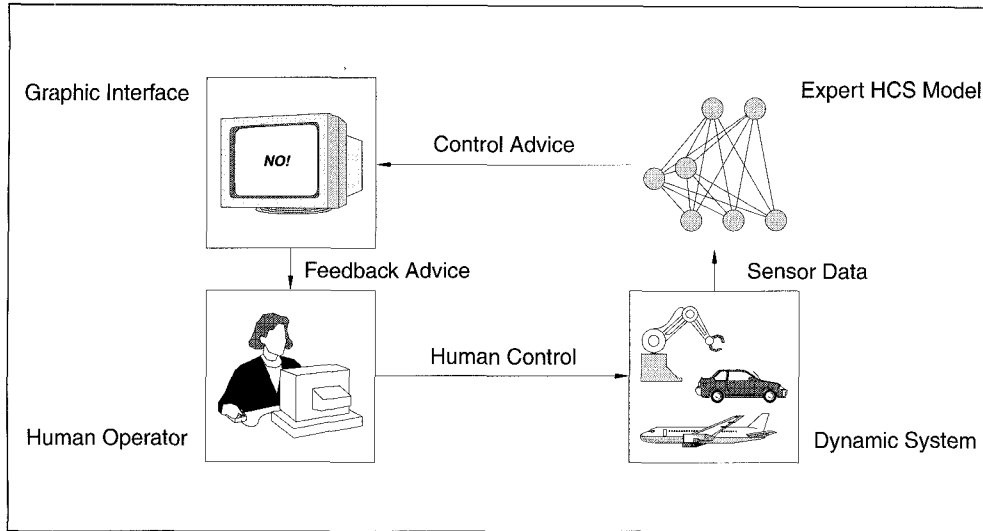 Graphic Interface
Expert HCS Model
NO!
Control Advice
Feedback Advice
Sensor Data
Human Control
Human Operator
Dynamic System